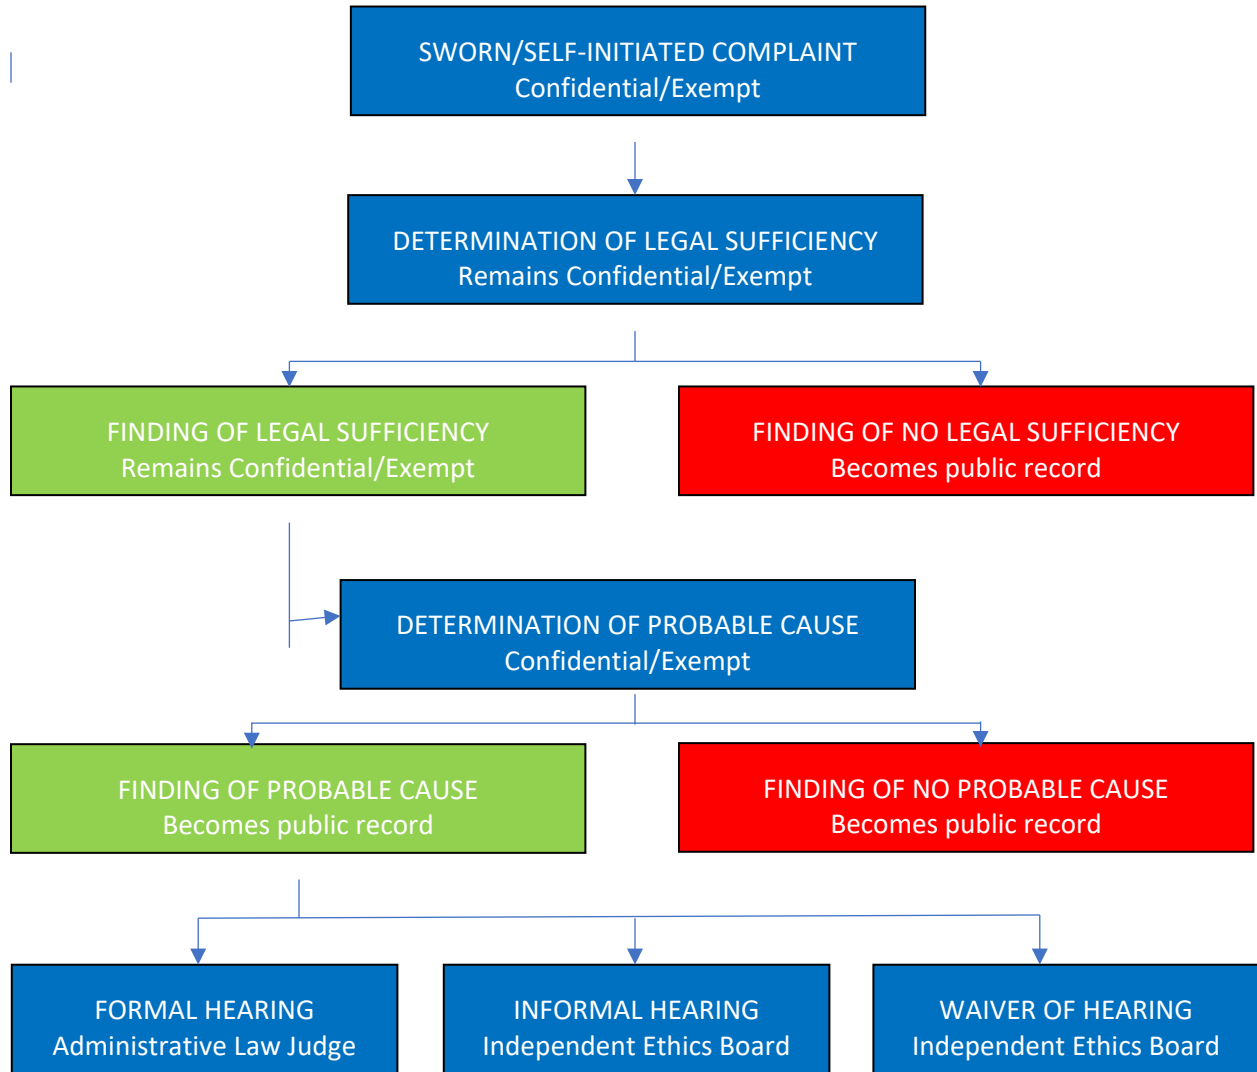 SWORN/SELF-INITIATED COMPLAINT
Confidential/Exempt
DETERMINATION OF LEGAL SUFFICIENCY
Remains Confidential/Exempt
FINDING OF LEGAL SUFFICIENCY
Remains Confidential/Exempt
FINDING OF NO LEGAL SUFFICIENCY
Becomes public record
DETERMINATION OF PROBABLE CAUSE
Confidential/Exempt
FINDING OF PROBABLE CAUSE
Becomes public record
FINDING OF NO PROBABLE CAUSE
Becomes public record
FORMAL HEARING
Administrative Law Judge
INFORMAL HEARING
Independent Ethics Board
WAIVER OF HEARING
Independent Ethics Board